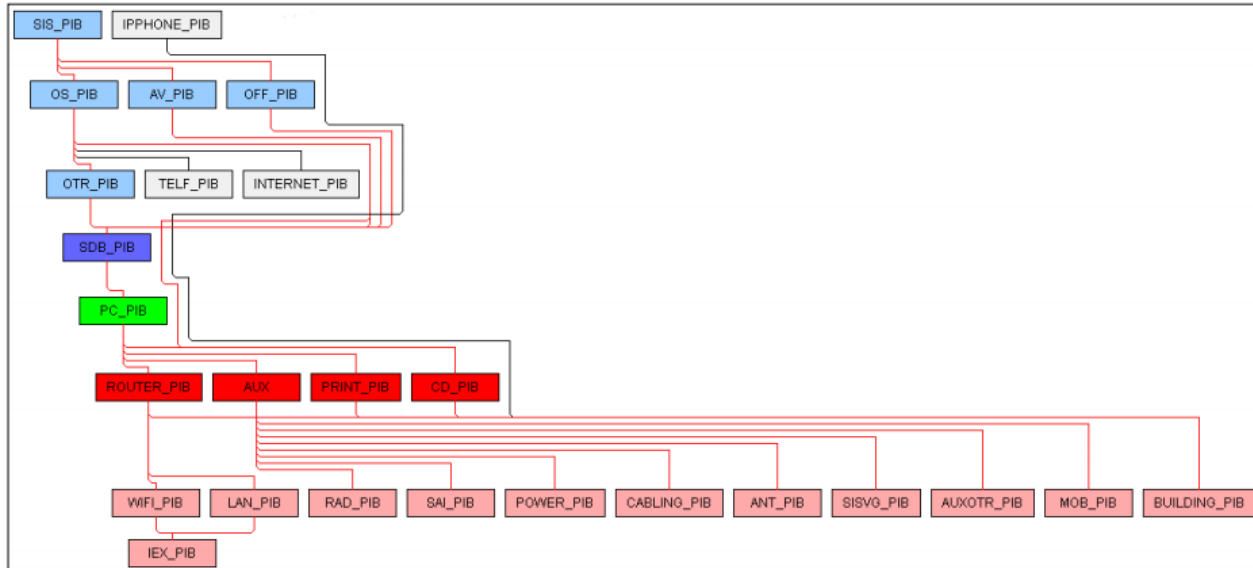 SIS_PIB IPPHONE_PIB
OS_PIB AV_PIB OFF_PIB
OTR_PIB TELF_PIB INTERNET_PIB
SDB_PIB
PC_PIB
ROUTER_PIB AUX PRINT_PIB CD_PIB
WIFI_PIB LAN_PIB RAD_PIB SAI_PIB POWER_PIB CABLING_PIB ANT_PIB SISVG_PIB AUXOTR_PIB MOB_PIB BUILDING_PIB
IEX_PIB